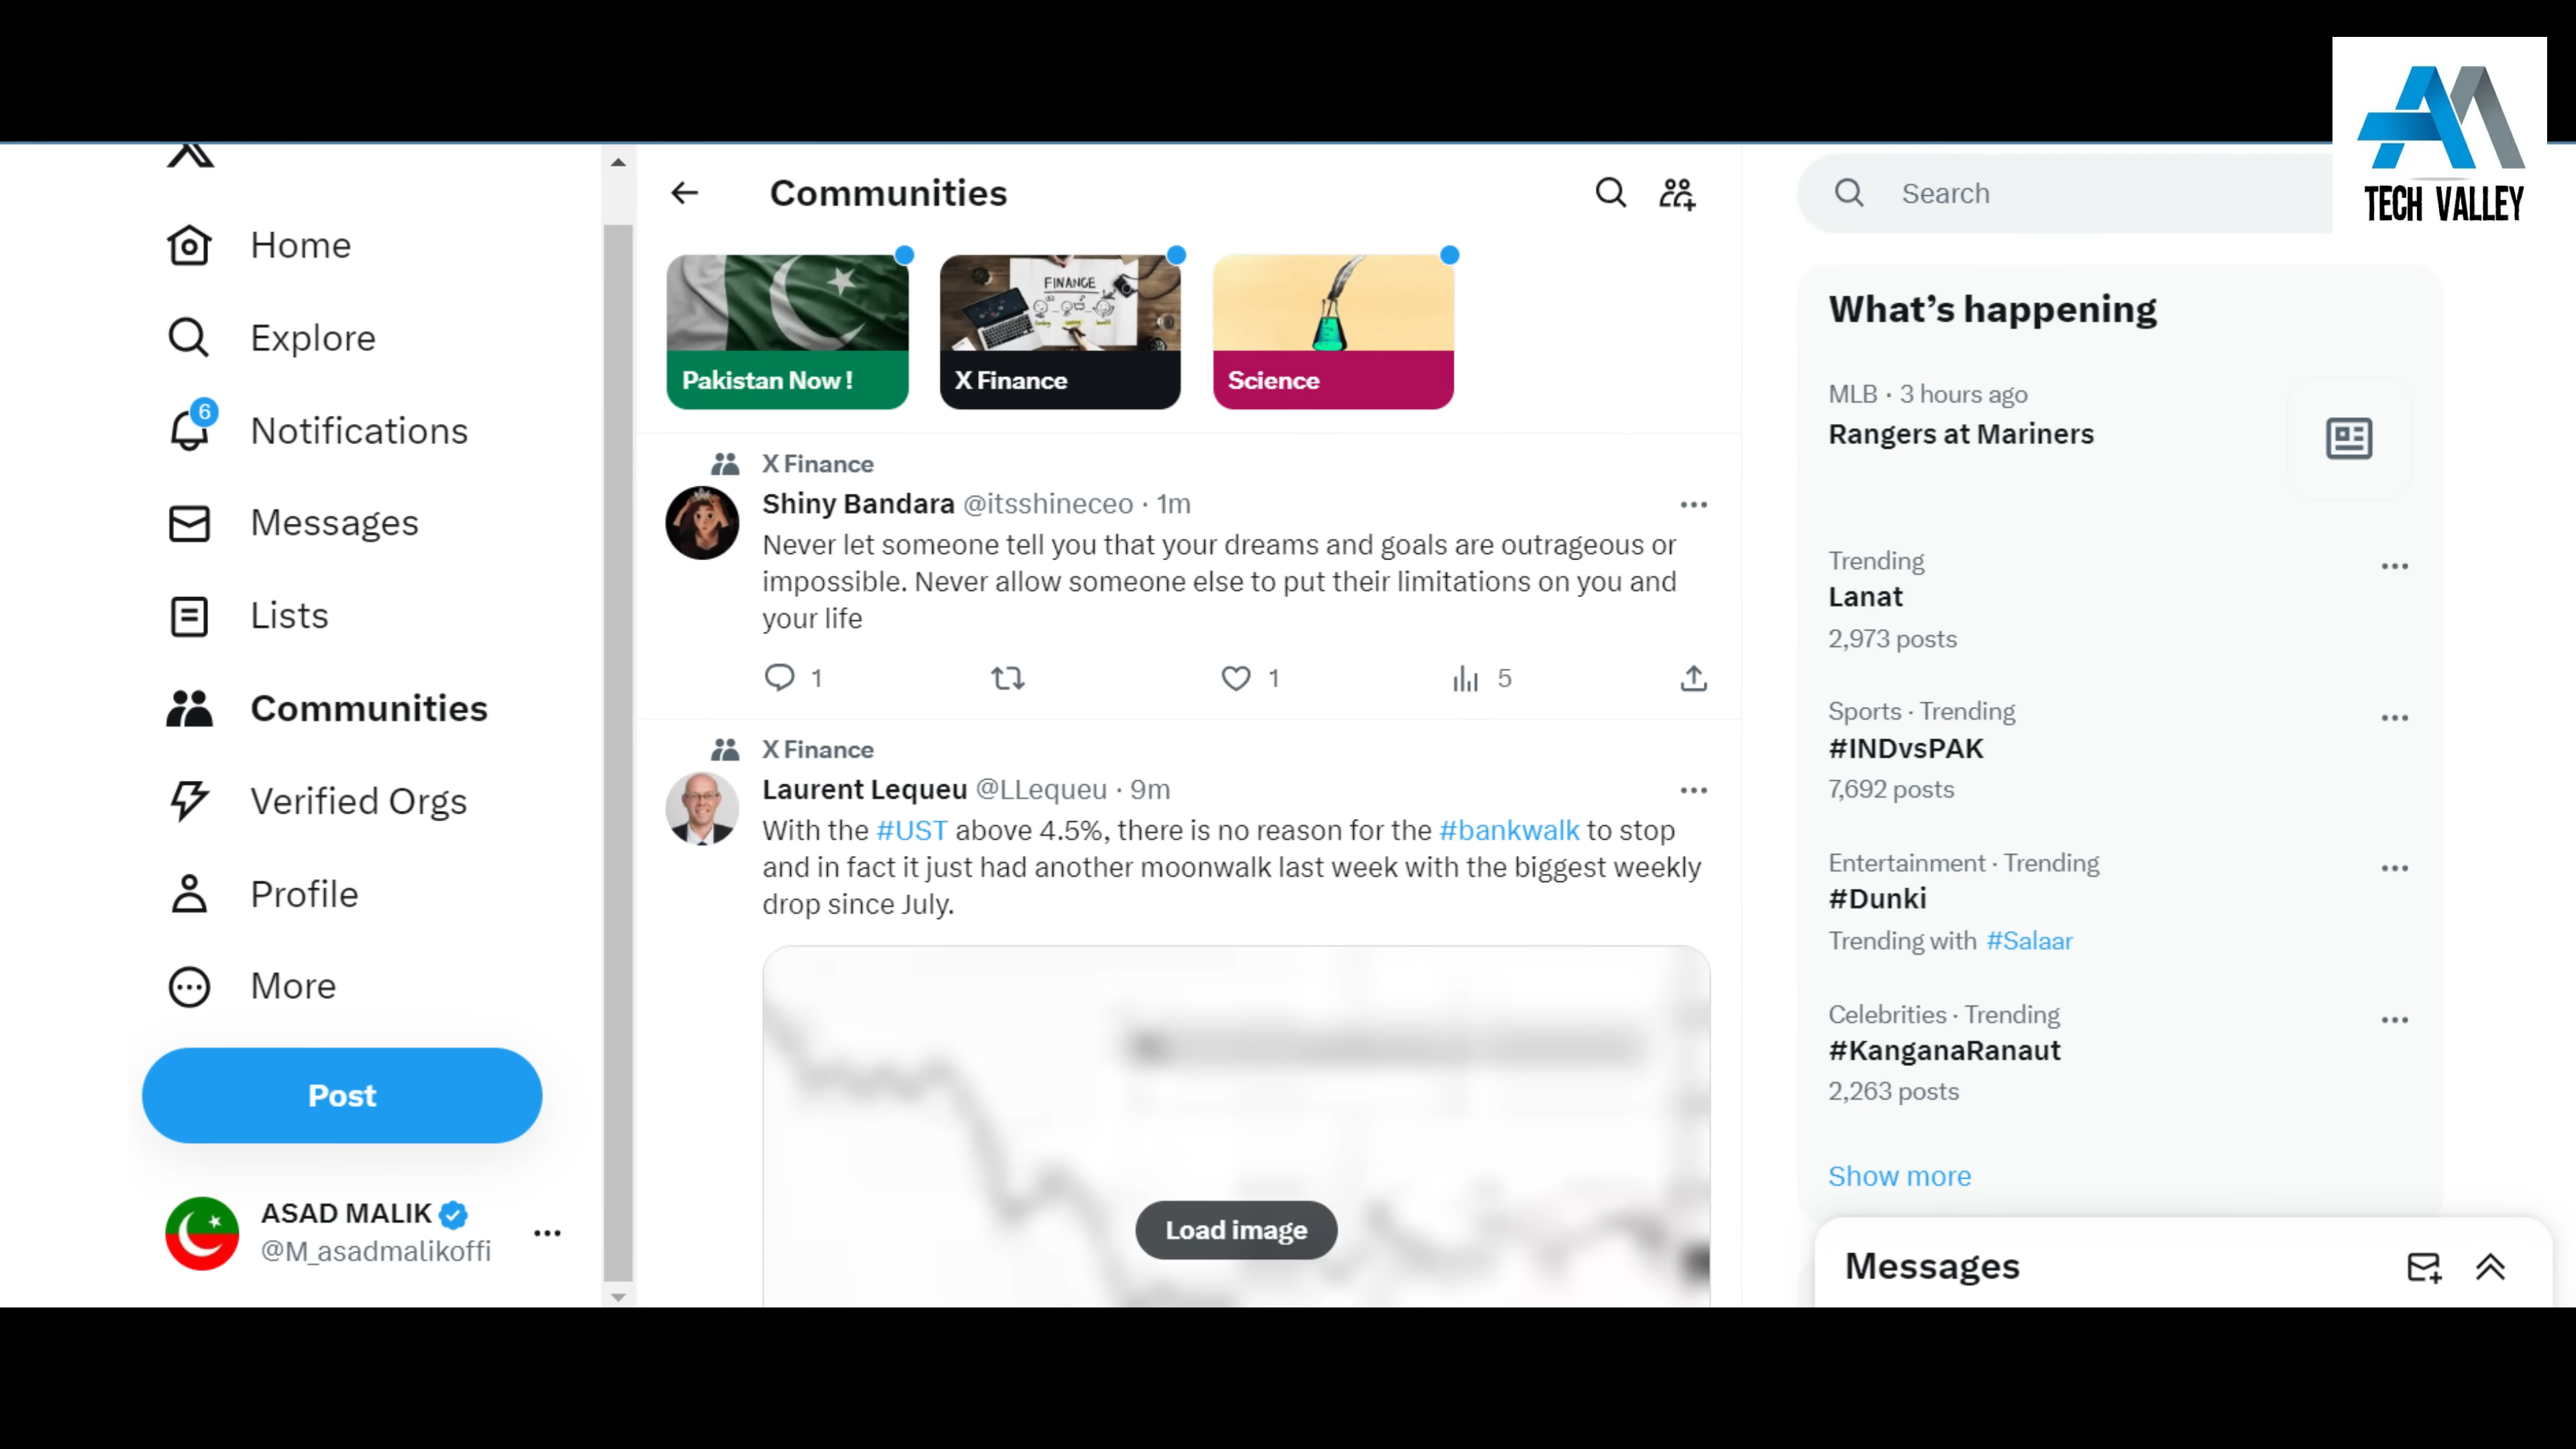 Home
Explore
6
Notifications
Messages
Lists
Communities
Verified Orgs
Profile
More
Post
ASAD MALIK
@M_asadmalikoffi
Communities
FINANCE
Pakistan Now !
X Finance
Science
X Finance
Shiny Bandara @itsshineceo · 1m
Never let someone tell you that your dreams and goals are outrageous or
impossible. Never allow someone else to put their limitations on you and
your life
1 1 5
X Finance
Laurent Lequeu @LLequeu · 9m
With the #UST above 4.5%, there is no reason for the #bankwalk to stop
and in fact it just had another moonwalk last week with the biggest weekly
drop since July.
Load image
Search
What's happening
MLB · 3 hours ago
Rangers at Mariners
Trending
Lanat
2,973 posts
Sports · Trending
#INDvsPAK
7,692 posts
Entertainment · Trending
#Dunki
Trending with #Salaar
Celebrities · Trending
#KanganaRanaut
2,263 posts
Show more
Messages
AM
TECH VALLEY